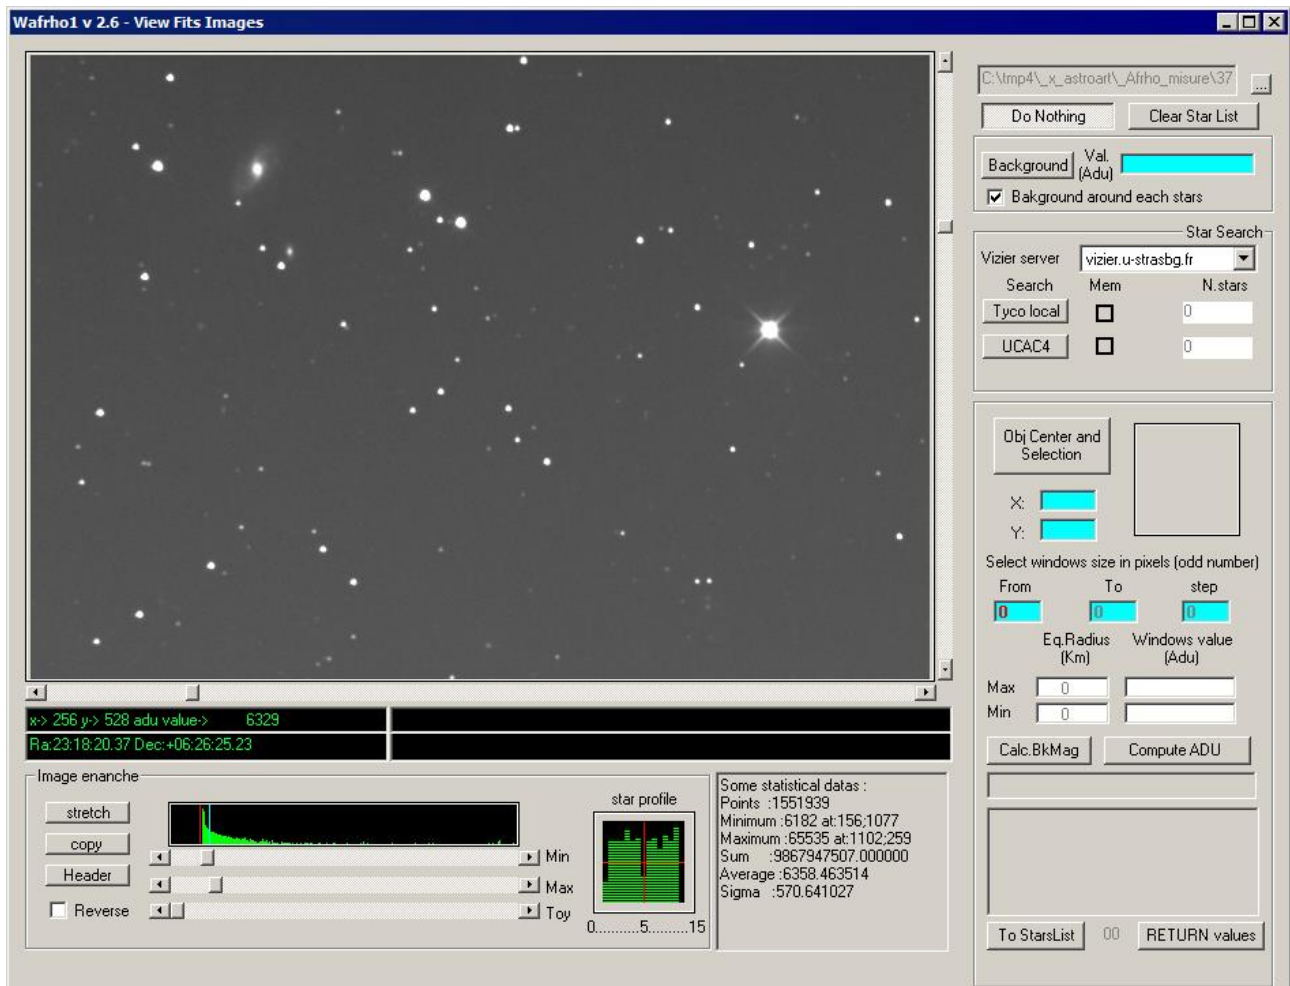 Wafrho1 v 2.6 - View Fits Images
C:\tmp4\_x_astroart\_Afrho_misure\37
...
Do Nothing
Clear Star List
Background
Val. (Adu)
Bakground around each stars
Star Search
Vizier server
vizier.u-strasbg.fr
Search Mem N.stars
Tyco local
0
UCAC4
0
Obj Center and
Selection
X:
Y:
Select windows size in pixels (odd number)
From To step
0 0 0
Eq.Radius (Km)
Windows value (Adu)
Max 0
Min 0
Calc.BkMag
Compute ADU
To StarsList
00
RETURN values
x-> 256 y-> 528 adu value-> 6329
Ra:23:18:20.37 Dec:+06:26:25.23
Image enanche
stretch
copy
Header
Reverse
Min
Max
Toy
star profile
0..........5.........15
Some statistical datas :
Points :1551939
Minimum :6182 at:156;1077
Maximum :65535 at:1102;259
Sum :9867947507.000000
Average :6358.463514
Sigma :570.641027